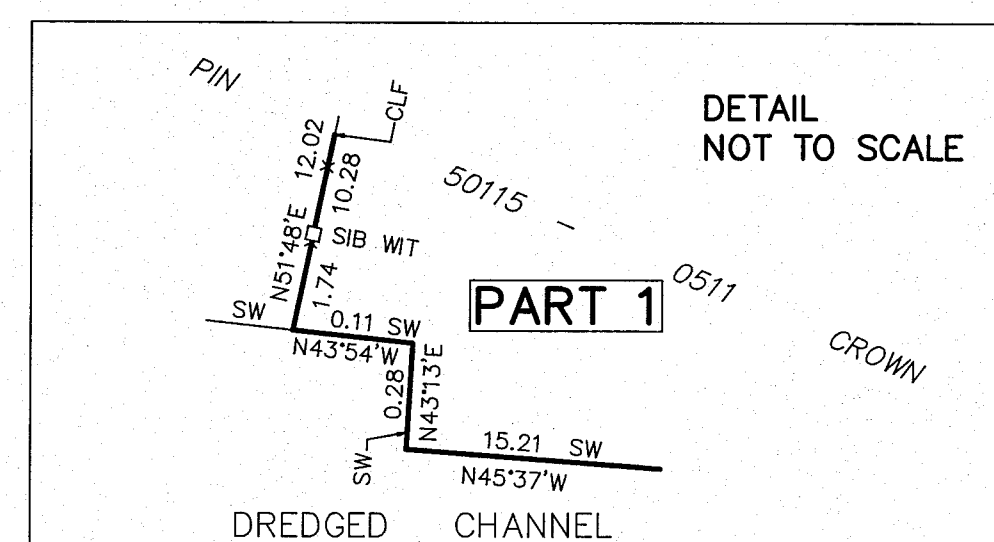 PIN
CLF
DETAIL
NOT TO SCALE
12.02
10.28
50115 –
N51°48'E
SIB WIT
1.74
PART 1
0511
SW
0.11 SW
N43°54'W
CROWN
0.28
N43°13'E
SW
15.21 SW
N45°37'W
DREDGED CHANNEL